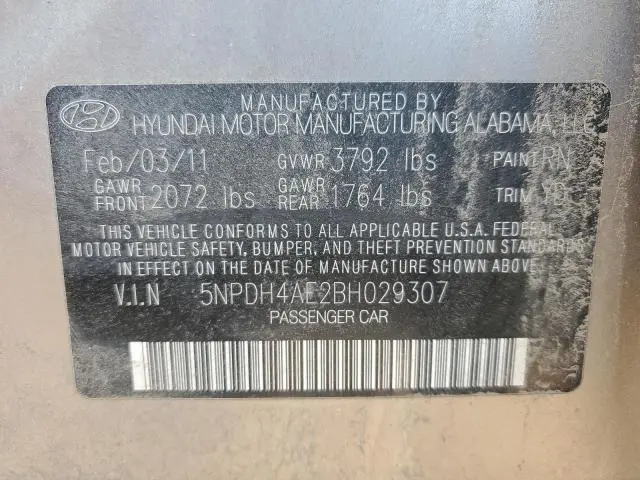 MANUFACTURED BY
HYUNDAI MOTOR MANUFACTURING ALABAMA, LLC
Feb/03/11 GVWR 3792 lbs PAINT RN
GAWR FRONT 2072 lbs GAWR REAR 1764 lbs TRIM YD
THIS VEHICLE CONFORMS TO ALL APPLICABLE U.S.A. FEDERAL
MOTOR VEHICLE SAFETY, BUMPER, AND THEFT PREVENTION STANDARDS
IN EFFECT ON THE DATE OF MANUFACTURE SHOWN ABOVE.
V.I.N 5NPDH4AE2BH029307
PASSENGER CAR